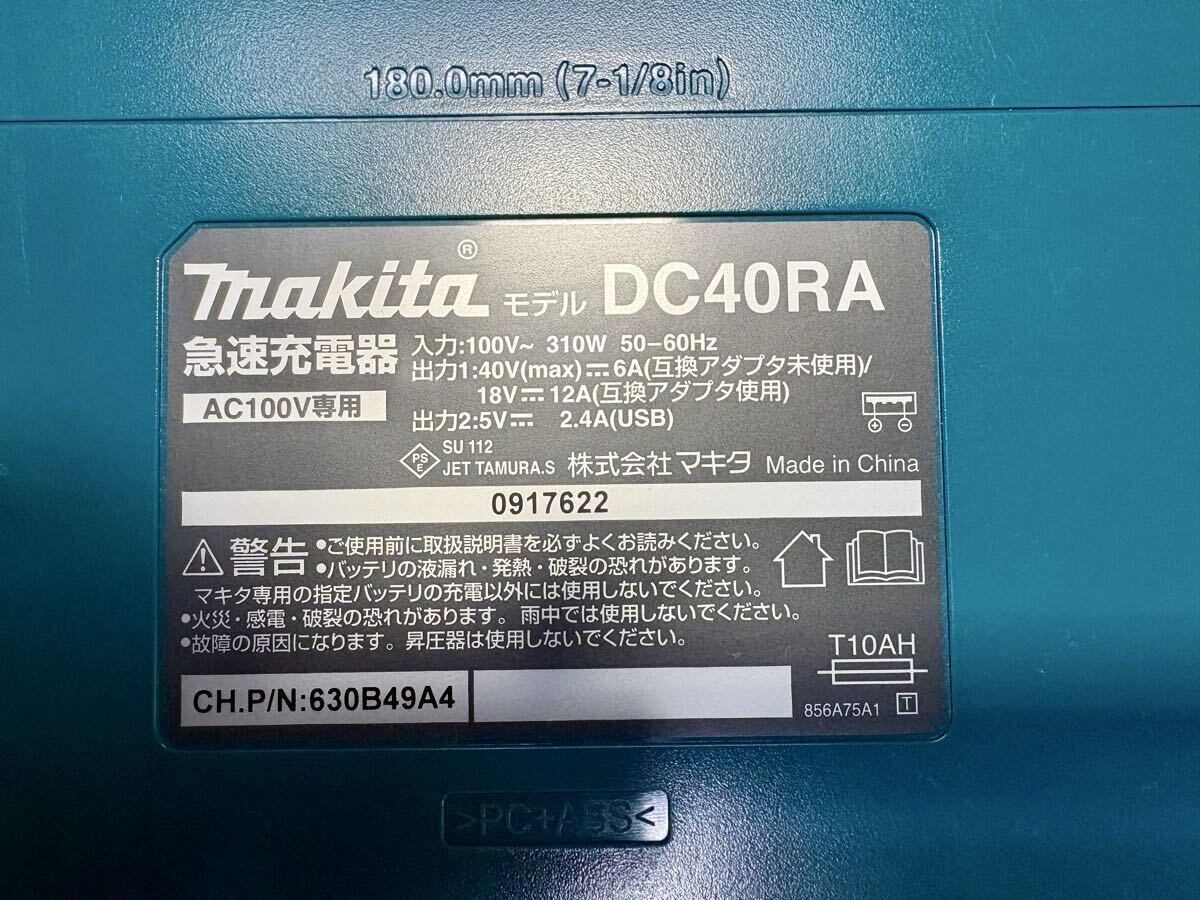 180.0mm (7-1/8in)
makita® モデル DC40RA
急速充電器
AC100V専用
入力:100V~ 310W 50-60Hz
出力1:40V(max)⎓6A(互換アダプタ未使用)/
18V⎓12A(互換アダプタ使用)
出力2:5V⎓ 2.4A(USB)
PSE
SU 112
JET TAMURA.S
株式会社マキタ Made in China
0917622
⚠警告
•ご使用前に取扱説明書を必ずよくお読みください。
•バッテリの液漏れ・発熱・破裂の恐れがあります。
マキタ専用の指定バッテリの充電以外には使用しないでください。
•火災・感電・破裂の恐れがあります。雨中では使用しないでください。
•故障の原因になります。昇圧器は使用しないでください。
T10AH
CH.P/N:630B49A4
856A75A1 T
>PC+ABS<